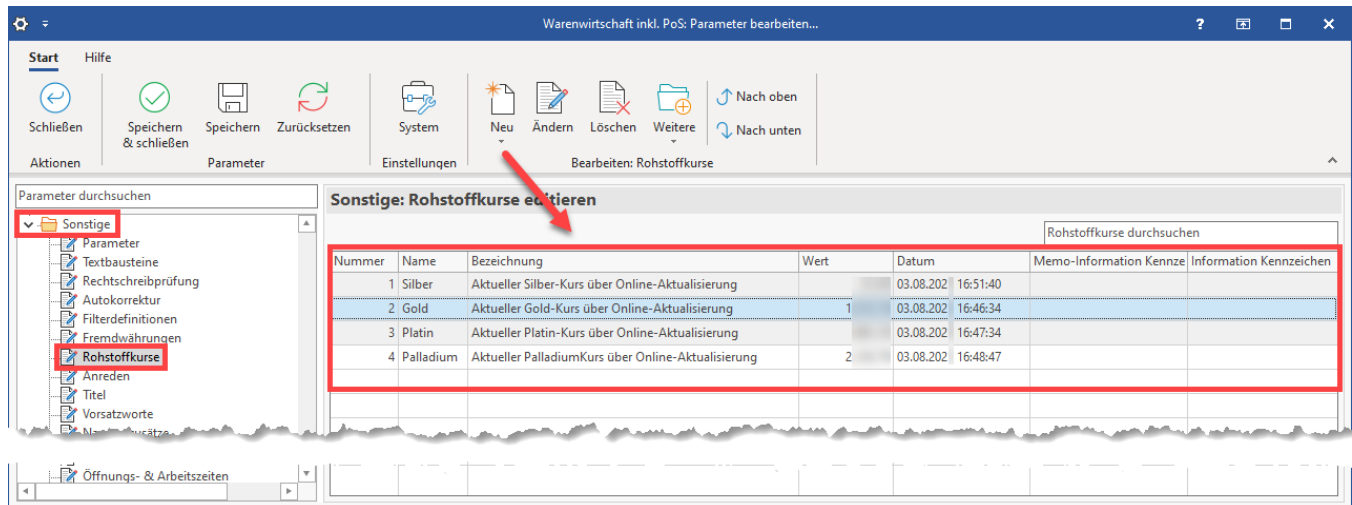 Warenwirtschaft inkl. PoS: Parameter bearbeiten...
Start Hilfe
Schließen
Speichern & schließen
Speichern
Zurücksetzen
System
Neu
Ändern
Löschen
Weitere
Nach oben
Nach unten
Aktionen
Parameter
Einstellungen
Bearbeiten: Rohstoffkurse
Parameter durchsuchen
Sonstige
Parameter
Textbausteine
Rechtschreibprüfung
Autokorrektur
Filterdefinitionen
Fremdwährungen
Rohstoffkurse
Anreden
Titel
Vorsatzworte
Öffnungs- & Arbeitszeiten
Sonstige: Rohstoffkurse editieren
Rohstoffkurse durchsuchen
Nummer Name Bezeichnung Wert Datum Memo-Information Kennze Information Kennzeichen
1 Silber Aktueller Silber-Kurs über Online-Aktualisierung 03.08.202 16:51:40
2 Gold Aktueller Gold-Kurs über Online-Aktualisierung 1 03.08.202 16:46:34
3 Platin Aktueller Platin-Kurs über Online-Aktualisierung 03.08.202 16:47:34
4 Palladium Aktueller PalladiumKurs über Online-Aktualisierung 2 03.08.202 16:48:47